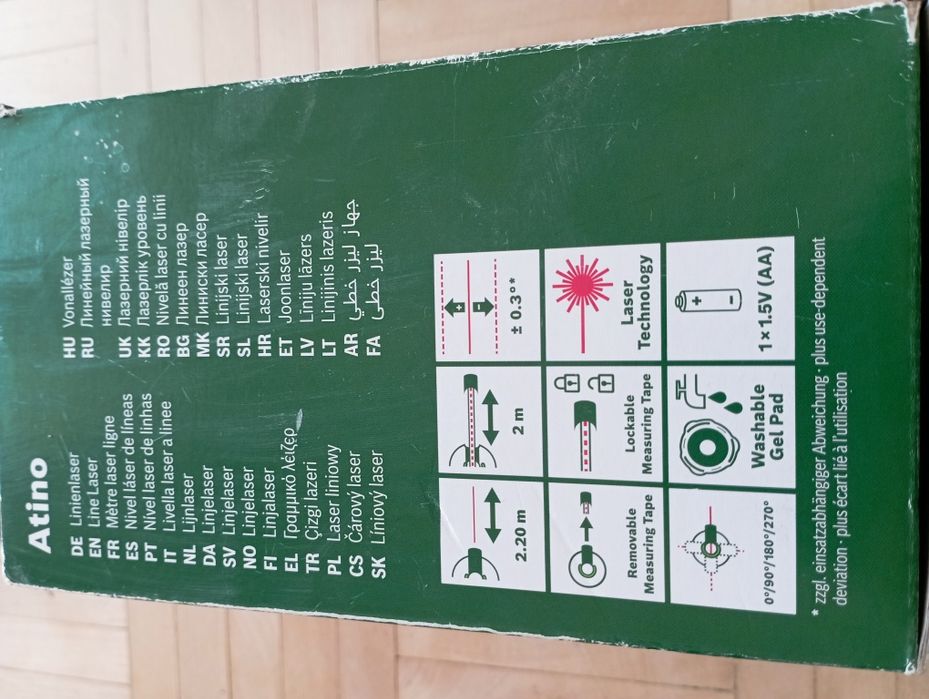 Atino
DE Linienlaser
EN Line Laser
FR Mètre laser ligne
ES Nivel láser de líneas
PT Nível laser de linhas
IT Livella laser a linee
NL Lijnlaser
DA Linjelaser
SV Linjelaser
NO Linjelaser
FI Linjalaser
EL Γραμμικό λέιζερ
TR Çizgi lazeri
PL Laser liniowy
CS Čárový laser
SK Líniový laser
HU Vonallézer
RU Линейный лазерный
нивелир
UK Лазерний нівелір
KK Лазерлік уровень
RO Nivelă laser cu linii
BG Линеен лазер
MK Линиски ласер
SR Linijski laser
SL Linijski laser
HR Laserski nivelir
ET Joonlaser
LV Līniju lāzers
LT Linijinis lazeris
AR جهاز ليزر خطي
FA ليزر خطى
2.20 m
2 m
± 0.3°*
Removable
Measuring Tape
Lockable
Measuring Tape
Laser
Technology
0°/90°/180°/270°
Washable
Gel Pad
1 × 1.5V (AA)
* zzgl. einsatzabhängiger Abweichung · plus use-dependent
deviation · plus écart lié à l'utilisation